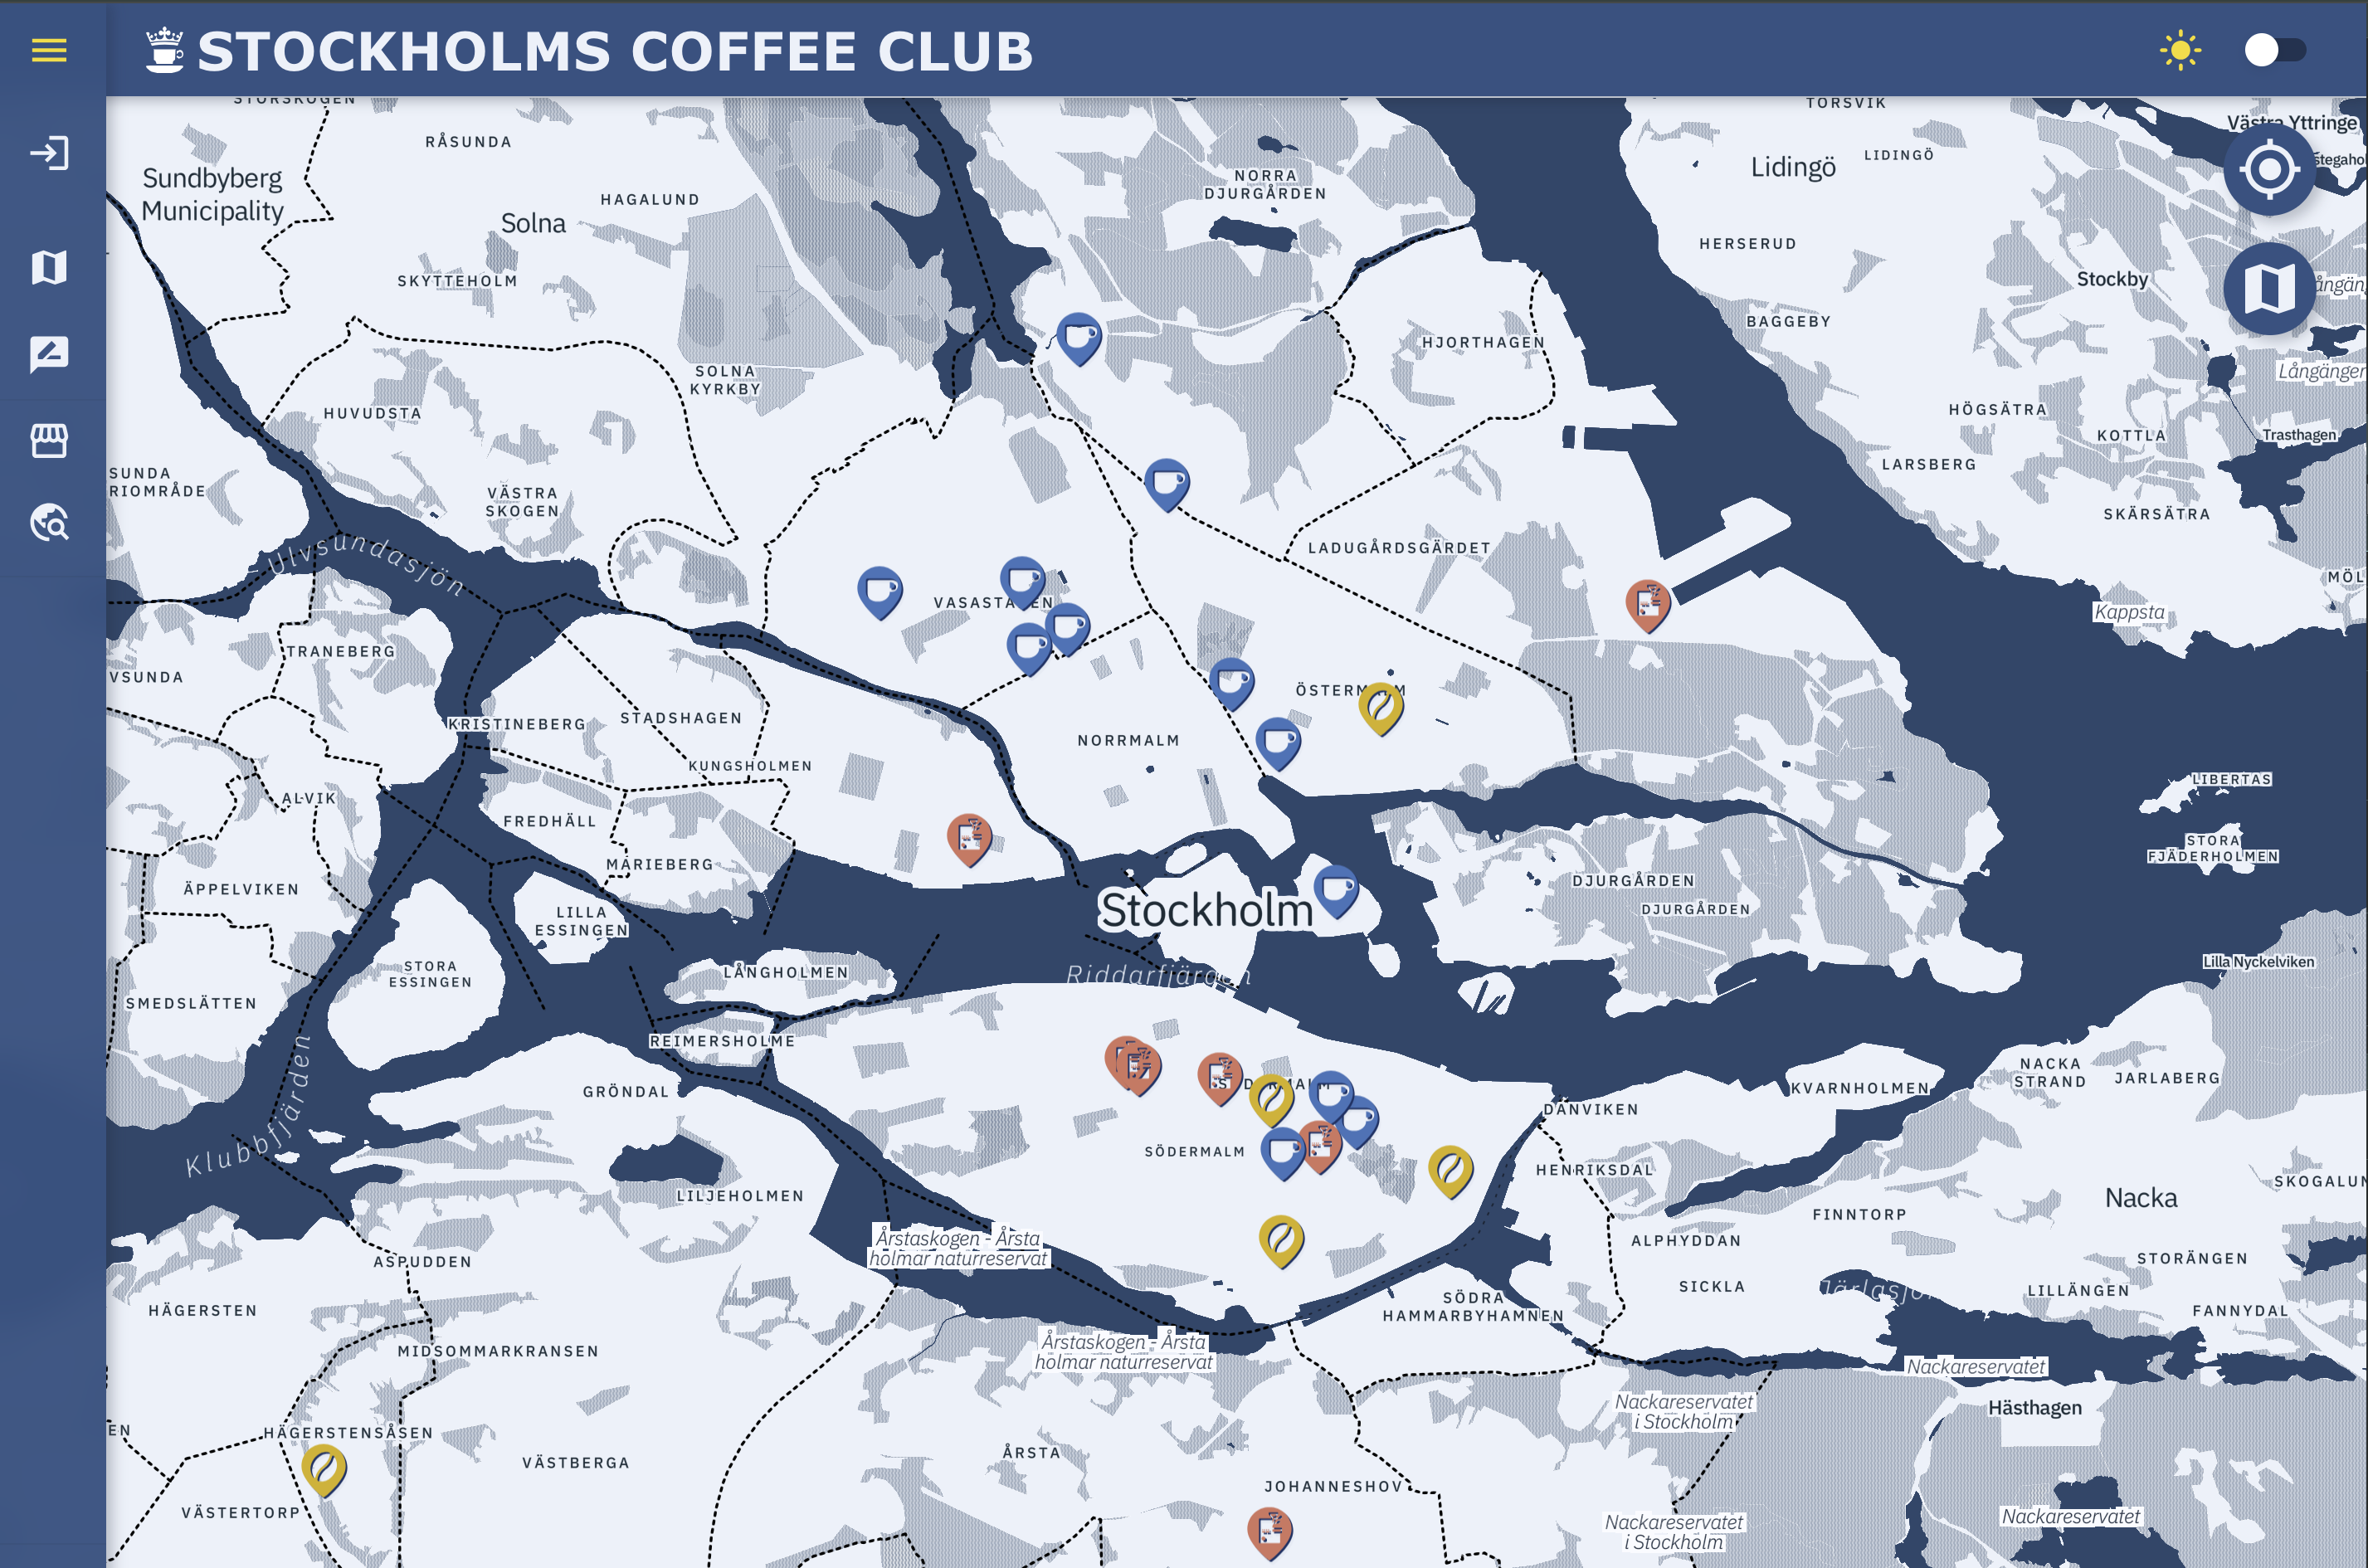 STOCKHOLMS COFFEE CLUB
STORSKOGEN
TORSVIK
Västra Yttringe
RÅSUNDA
LIDINGÖ
Lidingö
Sundbyberg
Municipality
NORRA
DJURGÅRDEN
HAGALUND
Solna
HERSERUD
SKYTTEHOLM
Stockby
BAGGEBY
HJORTHAGEN
SOLNA
KYRKBY
Långänger
HUVUDSTA
HÖGSÄTRA
KOTTLA
Trasthagen
LARSBERG
SUNDA
RIOMRÅDE
VÄSTRA
SKOGEN
SKÄRSÄTRA
Ulvsundasjön
LADUGÅRDSGÄRDET
MÖL
VASASTADEN
Kappsta
TRANEBERG
VSUNDA
ÖSTERMALM
KRISTINEBERG
STADSHAGEN
NORRMALM
KUNGSHOLMEN
LIBERTAS
ALVIK
FREDHÄLL
STORA
FJÄDERHOLMEN
MARIEBERG
ÄPPELVIKEN
DJURGÅRDEN
DJURGÅRDEN
Stockholm
LILLA
ESSINGEN
Lilla Nyckelviken
STORA
ESSINGEN
LÅNGHOLMEN
Riddarfjärden
SMEDSLÄTTEN
REIMERSHOLME
NACKA
STRAND
JARLABERG
GRÖNDAL
SÖDERMALM
KVARNHOLMEN
DANVIKEN
Klubbfjärden
SÖDERMALM
HENRIKSDAL
SKOGALUN
LILJEHOLMEN
Nacka
FINNTORP
Årstaskogen - Årsta
holmar naturreservat
ALPHYDDAN
ASPUDDEN
STORÄNGEN
SICKLA
Järlasjön
LILLÄNGEN
HÄGERSTEN
SÖDRA
HAMMARBYHAMNEN
FANNYDAL
MIDSOMMARKRANSEN
Årstaskogen - Årsta
holmar naturreservat
Nackareservatet
Nackareservatet
i Stockholm
Hästhagen
EN
HÄGERSTENSÅSEN
ÅRSTA
VÄSTBERGA
JOHANNESHOV
VÄSTERTORP
Nackareservatet
Nackareservatet
i Stockholm